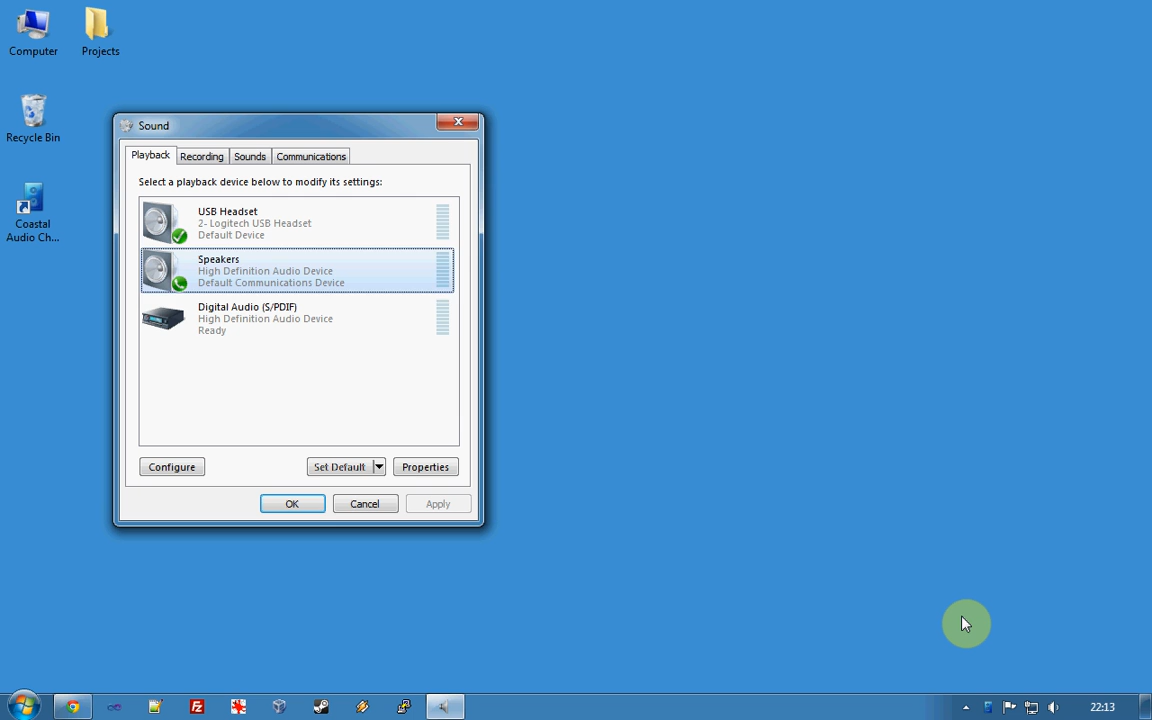 Computer
Projects
Recycle Bin
Coastal
Audio Ch...
Sound
Playback
Recording
Sounds
Communications
Select a playback device below to modify its settings:
USB Headset
2- Logitech USB Headset
Default Device
Speakers
High Definition Audio Device
Default Communications Device
Digital Audio (S/PDIF)
High Definition Audio Device
Ready
Configure
Set Default
Properties
OK
Cancel
Apply
Fz
22:13